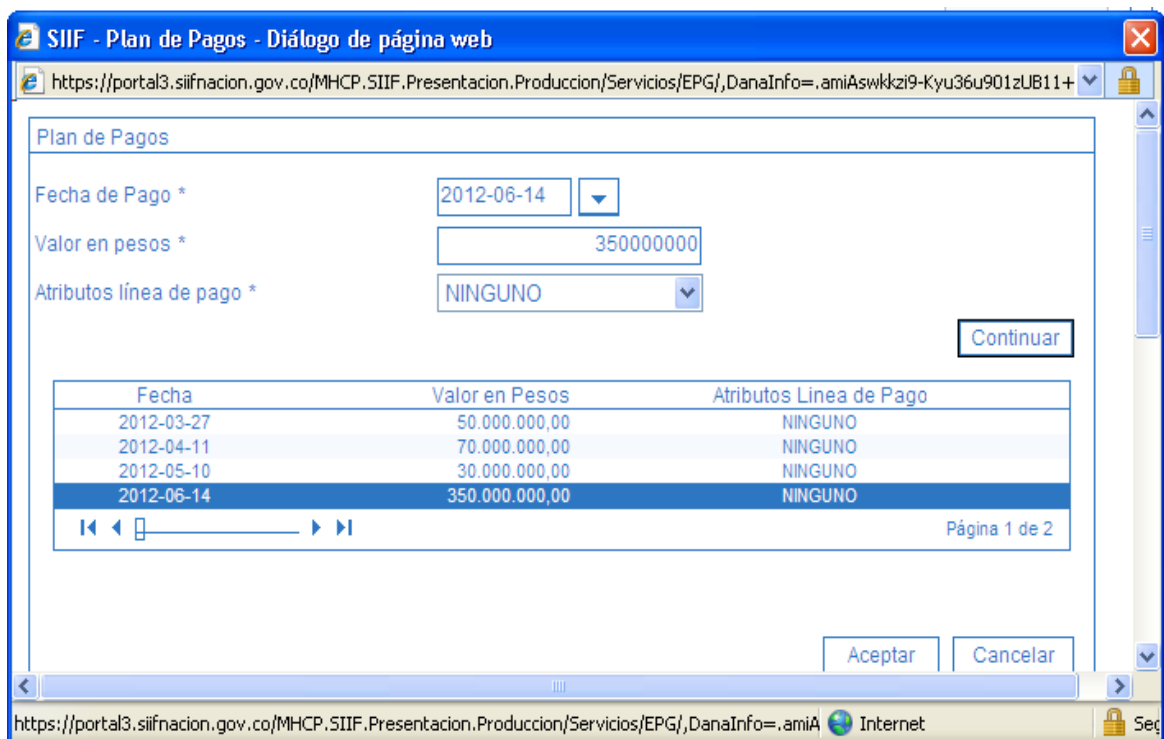 SIIF - Plan de Pagos - Diálogo de página web
https://portal3.siifnacion.gov.co/MHCP.SIIF.Presentacion.Produccion/Servicios/EPG/,DanaInfo=.amiAswkkzi9-Kyu36u901zUB11+
Plan de Pagos
Fecha de Pago * 2012-06-14
Valor en pesos * 350000000
Atributos línea de pago * NINGUNO
Continuar
Fecha Valor en Pesos Atributos Linea de Pago
2012-03-27 50.000.000,00 NINGUNO
2012-04-11 70.000.000,00 NINGUNO
2012-05-10 30.000.000,00 NINGUNO
2012-06-14 350.000.000,00 NINGUNO
Página 1 de 2
Aceptar Cancelar
https://portal3.siifnacion.gov.co/MHCP.SIIF.Presentacion.Produccion/Servicios/EPG/,DanaInfo=.amiA Internet Seg